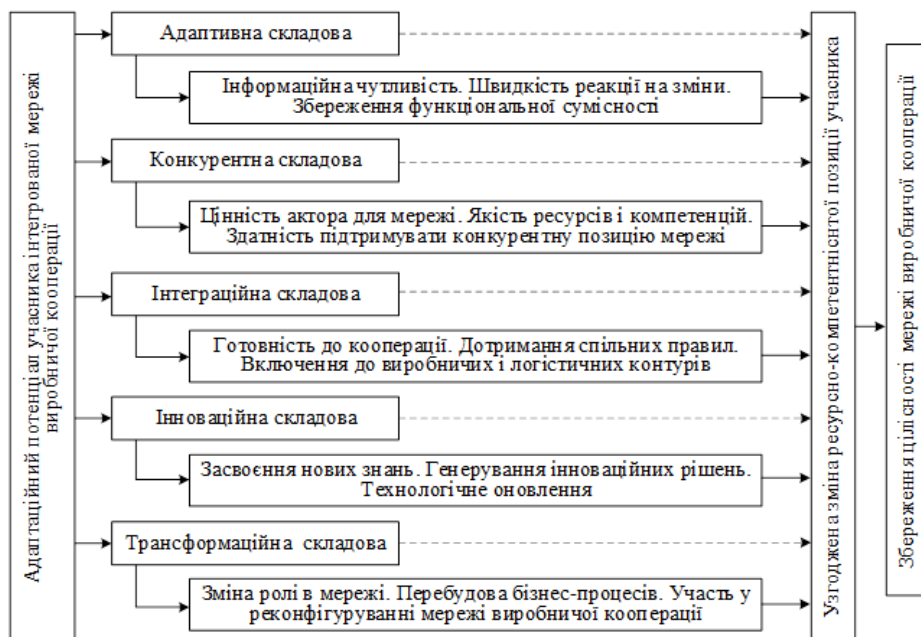 Адаптаційний потенціал учасника інтегрованої мережі
виробничої кооперації
Адаптивна складова
Інформаційна чутливість. Швидкість реакції на зміни.
Збереження функціональної сумісності
Конкурентна складова
Цінність актора для мережі. Якість ресурсів і компетенцій.
Здатність підтримувати конкурентну позицію мережі
Інтеграційна складова
Готовність до кооперації. Дотримання спільних правил.
Включення до виробничих і логістичних контурів
Інноваційна складова
Засвоєння нових знань. Генерування інноваційних рішень.
Технологічне оновлення
Трансформаційна складова
Зміна ролі в мережі. Перебудова бізнес-процесів. Участь у
реконфігуруванні мережі виробничої кооперації
Узгоджена зміна ресурсно-компетентнісної позиції учасника
Збереження цілісності мережі виробничої кооперації